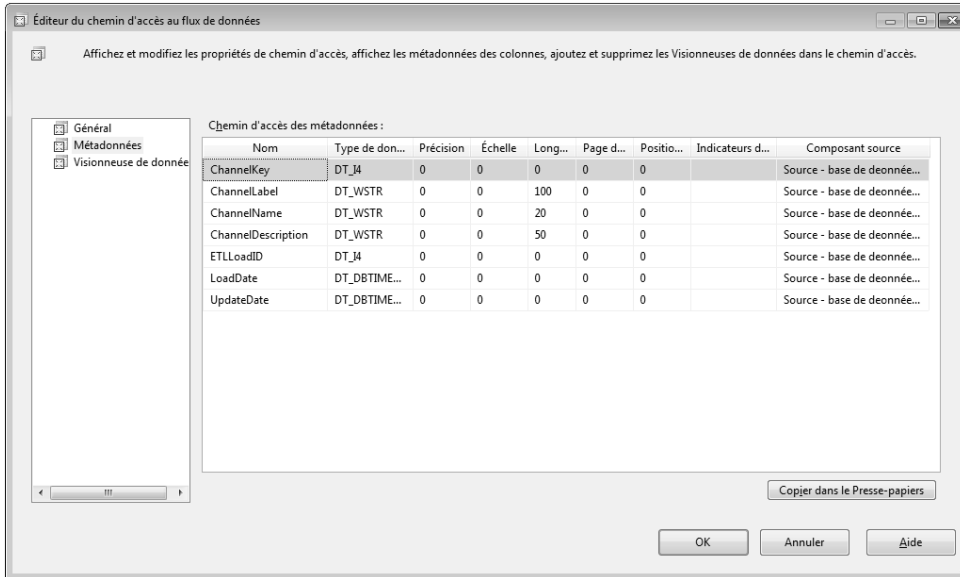 Éditeur du chemin d'accès au flux de données
Affichez et modifiez les propriétés de chemin d'accès, affichez les métadonnées des colonnes, ajoutez et supprimez les Visionneuses de données dans le chemin d'accès.
Général
Métadonnées
Visionneuse de donnée
Chemin d'accès des métadonnées :
Nom Type de don... Précision Échelle Long... Page d... Positio... Indicateurs d... Composant source
ChannelKey DT_I4 0 0 0 0 0 Source - base de deonnée...
ChannelLabel DT_WSTR 0 0 100 0 0 Source - base de deonnée...
ChannelName DT_WSTR 0 0 20 0 0 Source - base de deonnée...
ChannelDescription DT_WSTR 0 0 50 0 0 Source - base de deonnée...
ETLLoadID DT_I4 0 0 0 0 0 Source - base de deonnée...
LoadDate DT_DBTIME... 0 0 0 0 0 Source - base de deonnée...
UpdateDate DT_DBTIME... 0 0 0 0 0 Source - base de deonnée...
Copier dans le Presse-papiers
OK Annuler Aide